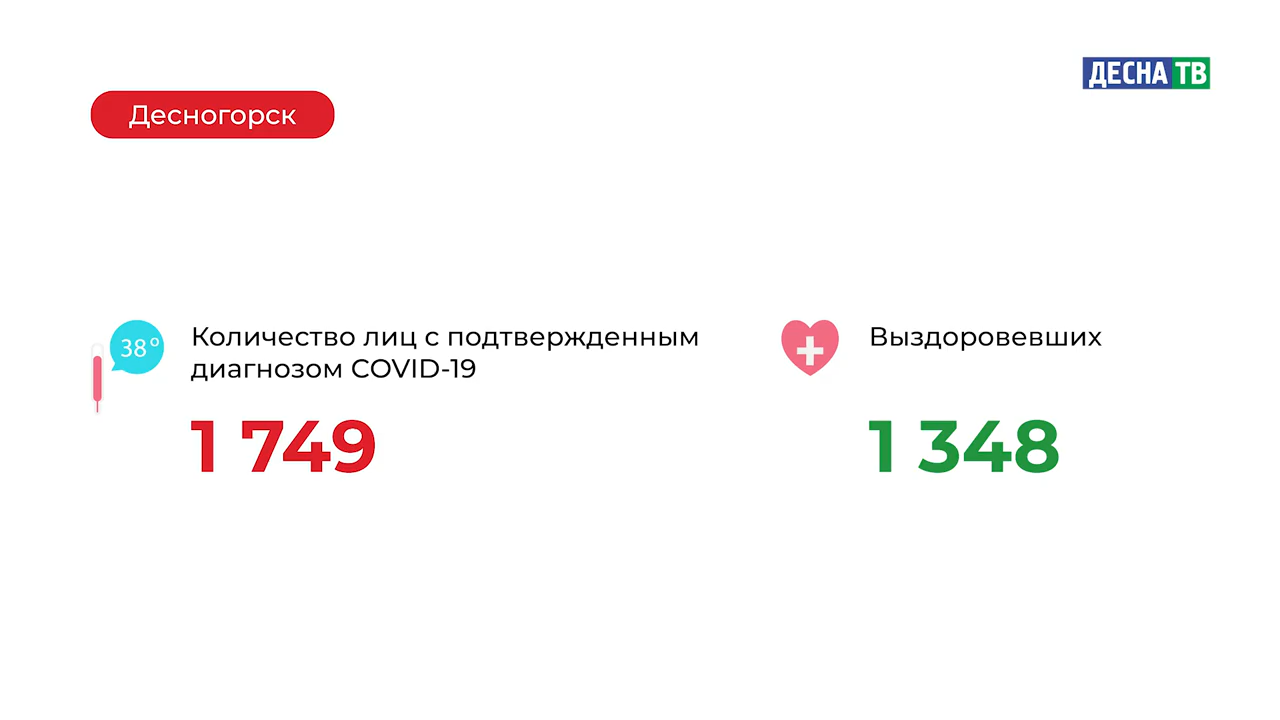 ДЕСНА ТВ
Десногорск
38°
Количество лиц с подтвержденным
диагнозом COVID-19
1 749
Выздоровевших
1 348